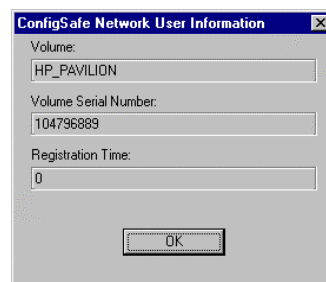 ConfigSafe Network User Information
Volume:
HP_PAVILION
Volume Serial Number:
104796889
Registration Time:
0
OK